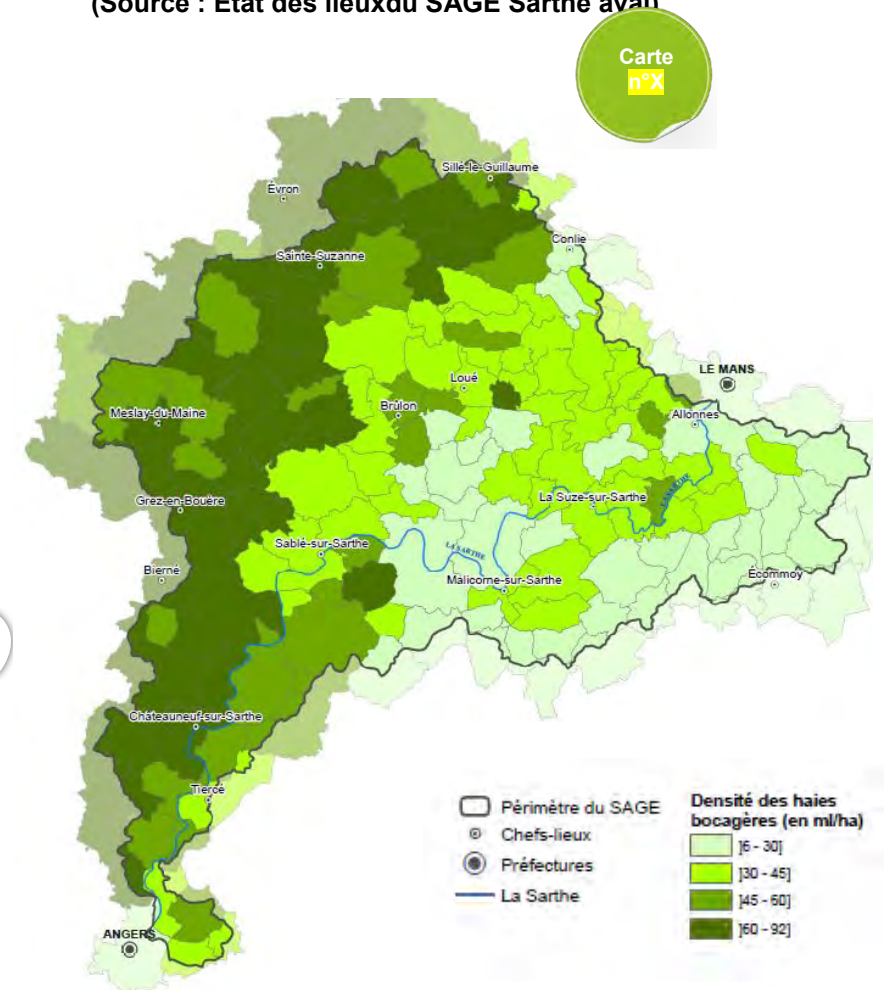 (Source : Etat des lieuxdu SAGE Sarthe aval)
Carte
n°X
Sillé-le-Guillaume
Évron
Conlie
Sainte-Suzanne
LE MANS
Loué
Brûlon
Meslay-du-Maine
Allonnes
LA SARTHE
La Suze-sur-Sarthe
Grez-en-Bouère
Sablé-sur-Sarthe
LA SARTHE
Bierné
Malicorne-sur-Sarthe
Écommoy
Châteauneuf-sur-Sarthe
Tiercé
ANGERS
Périmètre du SAGE
Chefs-lieux
Préfectures
La Sarthe
Densité des haies
bocagères (en ml/ha)
]6 - 30]
]30 - 45]
]45 - 60]
]60 - 92]